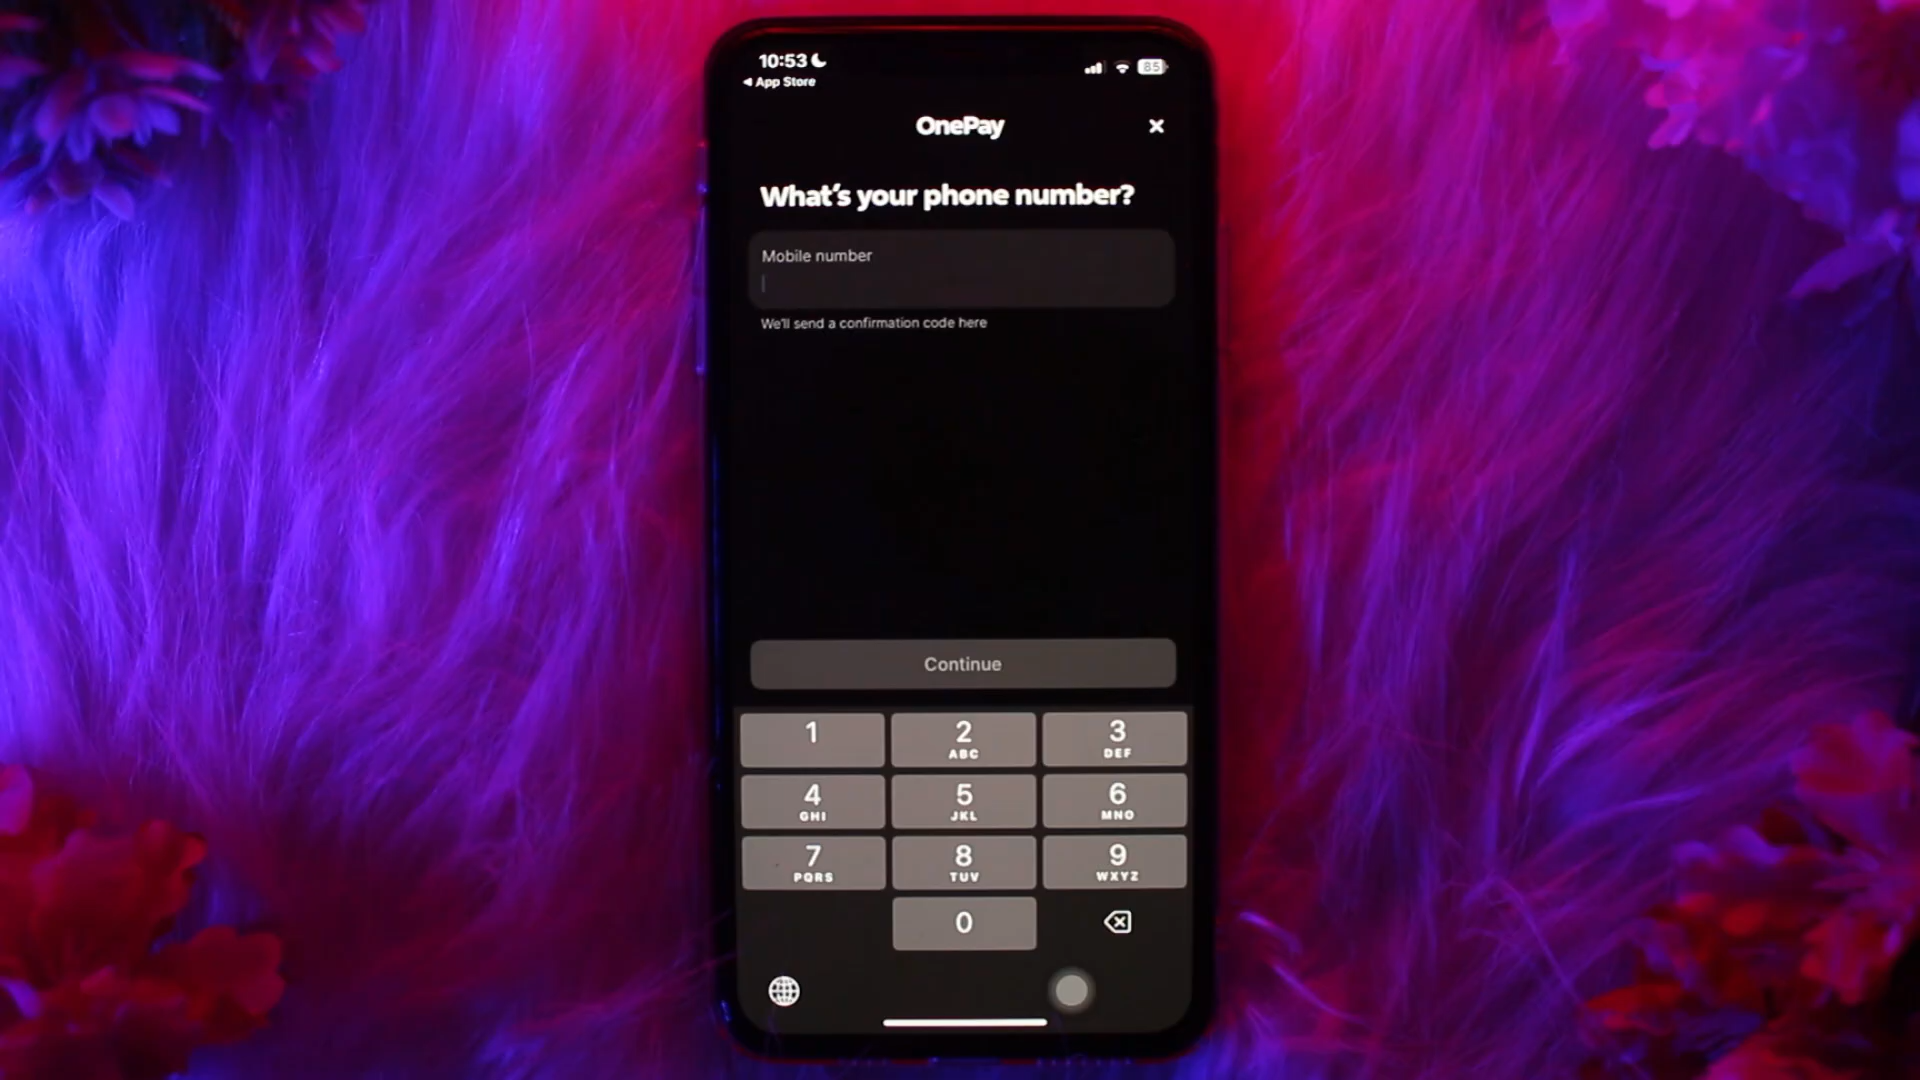 10:53
85
App Store
OnePay
What's your phone number?
Mobile number
We'll send a confirmation code here
Continue
1
2
ABC
3
DEF
4
GHI
5
JKL
6
MNO
7
PQRS
8
TUV
9
WXYZ
0